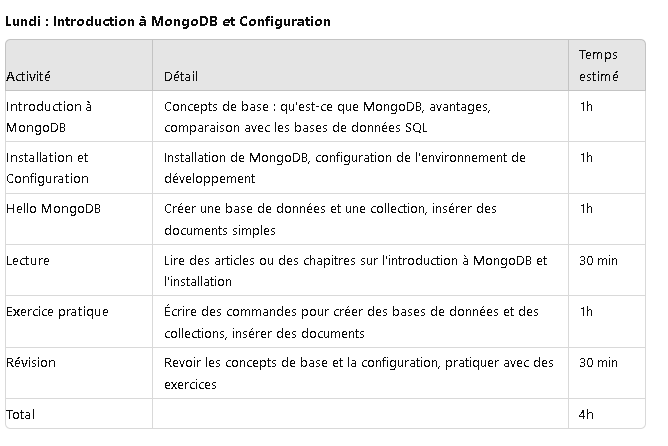 Lundi : Introduction à MongoDB et Configuration
Activité
Détail
Temps
estimé
Introduction à
MongoDB
Concepts de base : qu'est-ce que MongoDB, avantages,
comparaison avec les bases de données SQL
1h
Installation et
Configuration
Installation de MongoDB, configuration de l'environnement de
développement
1h
Hello MongoDB
Créer une base de données et une collection, insérer des
documents simples
1h
Lecture
Lire des articles ou des chapitres sur l'introduction à MongoDB et
l'installation
30 min
Exercice pratique
Écrire des commandes pour créer des bases de données et des
collections, insérer des documents
1h
Révision
Revoir les concepts de base et la configuration, pratiquer avec des
exercices
30 min
Total
4h